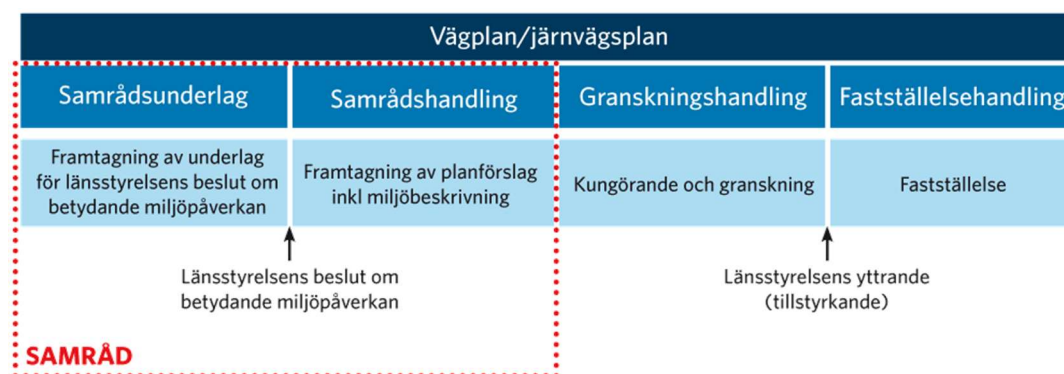 Vägplan/järnvägsplan
Samrådsunderlag
Samrådshandling
Granskningshandling
Fastställelsehandling
Framtagning av underlag
för länsstyrelsens beslut om
betydande miljöpåverkan
Framtagning av planförslag
inkl miljöbeskrivning
Kungörande och granskning
Fastställelse
Länsstyrelsens beslut om
betydande miljöpåverkan
Länsstyrelsens yttrande
(tillstyrkande)
SAMRÅD